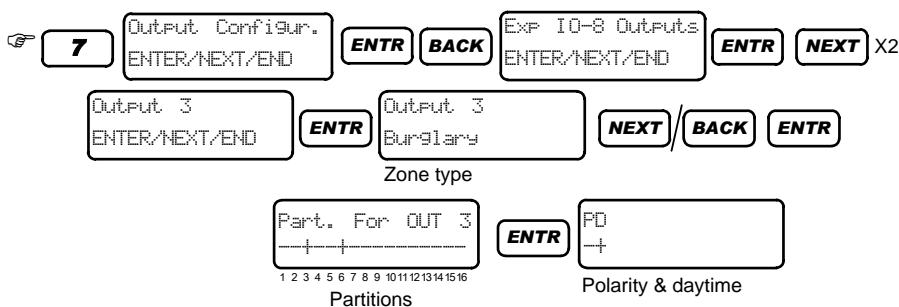 7
Output Configur.
ENTER/NEXT/END
ENTR
BACK
Exp IO-8 Outputs
ENTER/NEXT/END
ENTR
NEXT X2
Output 3
ENTER/NEXT/END
ENTR
Output 3
Burglary
NEXT/BACK
ENTR
Zone type
Part. For OUT 3
--+--+----------
1 2 3 4 5 6 7 8 9 10 11 12 13 14 15 16
Partitions
ENTR
PD
-+
Polarity & daytime